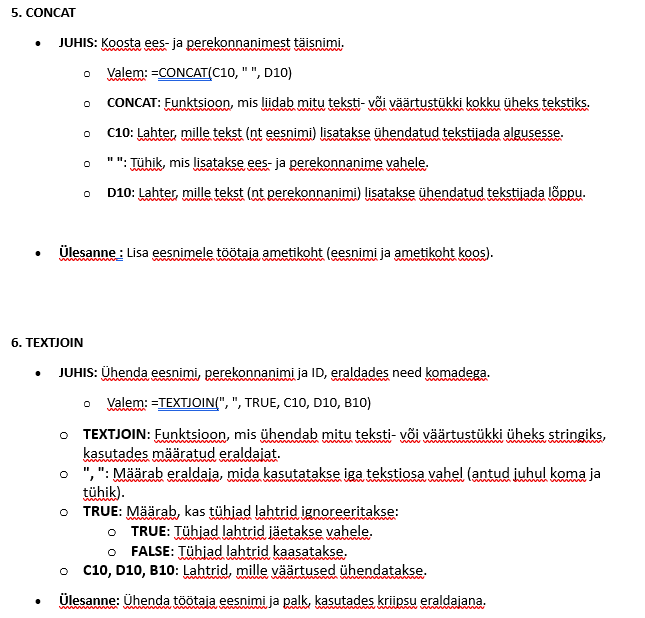 5. CONCAT
• JUHIS: Koosta ees- ja perekonnanimest täisnimi.
o Valem: =CONCAT(C10, " ", D10)
o CONCAT: Funktsioon, mis liidab mitu teksti- või väärtustükki kokku üheks tekstiks.
o C10: Lahter, mille tekst (nt eesnimi) lisatakse ühendatud tekstijada algusesse.
o " ": Tühik, mis lisatakse ees- ja perekonnanime vahele.
o D10: Lahter, mille tekst (nt perekonnanimi) lisatakse ühendatud tekstijada lõppu.
• Ülesanne : Lisa eesnimele töötaja ametikoht (eesnimi ja ametikoht koos).
6. TEXTJOIN
• JUHIS: Ühenda eesnimi, perekonnanimi ja ID, eraldades need komadega.
o Valem: =TEXTJOIN(", ", TRUE, C10, D10, B10)
o TEXTJOIN: Funktsioon, mis ühendab mitu teksti- või väärtustükki üheks stringiks,
kasutades määratud eraldajat.
o ", ": Määrab eraldaja, mida kasutatakse iga tekstiosa vahel (antud juhul koma ja
tühik).
o TRUE: Määrab, kas tühjad lahtrid ignoreeritakse:
o TRUE: Tühjad lahtrid jäetakse vahele.
o FALSE: Tühjad lahtrid kaasatakse.
o C10, D10, B10: Lahtrid, mille väärtused ühendatakse.
• Ülesanne: Ühenda töötaja eesnimi ja palk, kasutades kriipsu eraldajana.